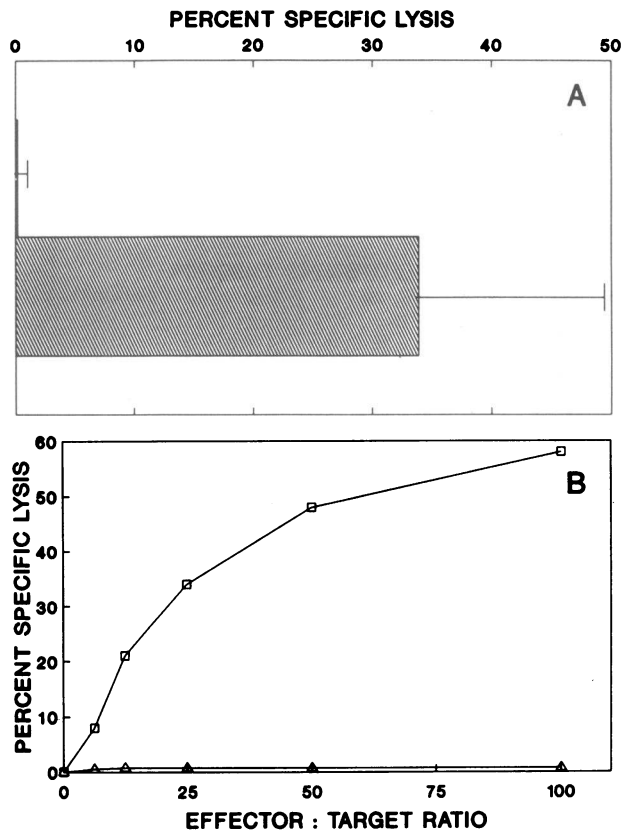 PERCENT SPECIFIC LYSIS
0 10 20 30 40 50
A
60
50
40
30
20
10
0
PERCENT SPECIFIC LYSIS
B
0 25 50 75 100
EFFECTOR : TARGET RATIO